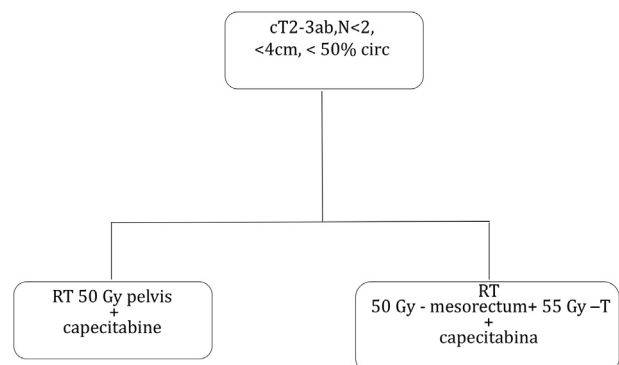 cT2-3ab,N<2,
<4cm, < 50% circ
RT 50 Gy pelvis
+
capecitabine
RT
50 Gy - mesorectum+ 55 Gy –T
+
capecitabina